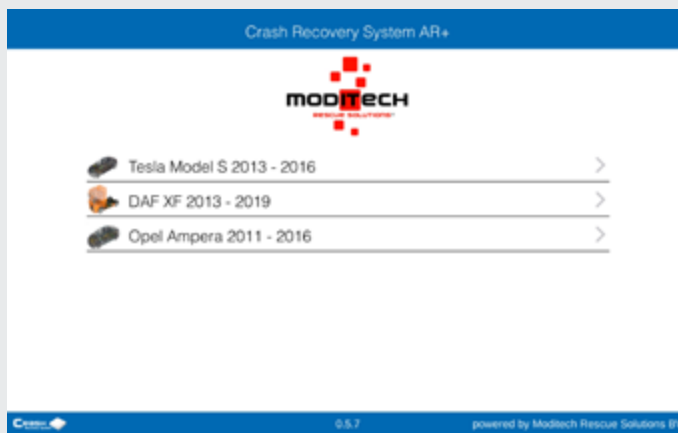 Crash Recovery System AR+
MODITECH
RESCUE SOLUTIONS
Tesla Model S 2013 - 2016
DAF XF 2013 - 2019
Opel Ampera 2011 - 2016
CRASH
0.5.7
powered by Moditech Rescue Solutions B